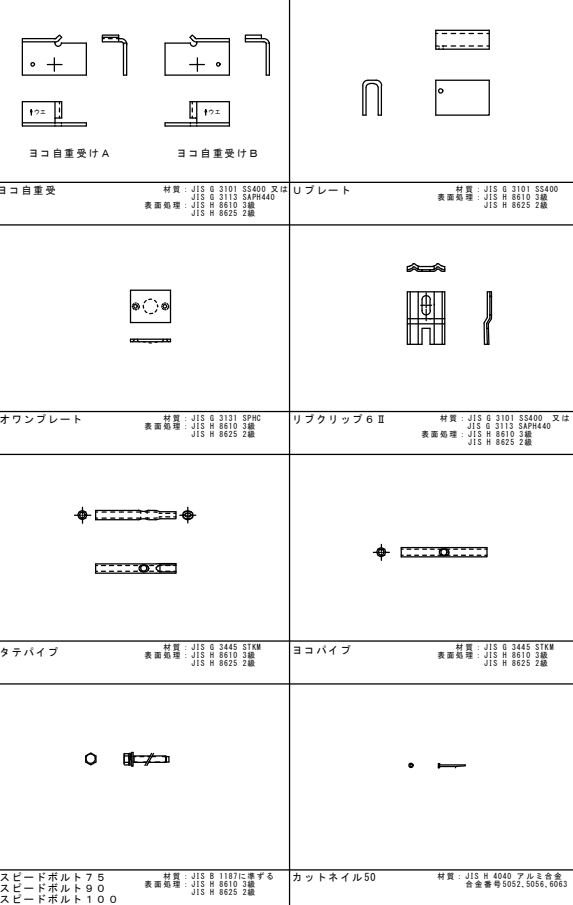 ウエ
ウエ
ヨコ自重受けA
ヨコ自重受けB
ヨコ自重受
材質：JIS G 3101 SS400 又は
JIS G 3113 SAPH440
表面処理：JIS H 8610 3級
JIS H 8625 2級
Uプレート
材質：JIS G 3101 SS400
表面処理：JIS H 8610 3級
JIS H 8625 2級
オワンプレート
材質：JIS G 3131 SPHC
表面処理：JIS H 8610 3級
JIS H 8625 2級
リブクリップ6Ⅱ
材質：JIS G 3101 SS400 又は
JIS G 3113 SAPH440
表面処理：JIS H 8610 3級
JIS H 8625 2級
タテパイプ
材質：JIS G 3445 STKM
表面処理：JIS H 8610 3級
JIS H 8625 2級
ヨコパイプ
材質：JIS G 3445 STKM
表面処理：JIS H 8610 3級
JIS H 8625 2級
スピードボルト75
スピードボルト90
スピードボルト100
材質：JIS B 1187に準ずる
表面処理：JIS H 8610 3級
JIS H 8625 2級
カットネイル50
材質：JIS H 4040 アルミ合金
合金番号5052,5056,6063